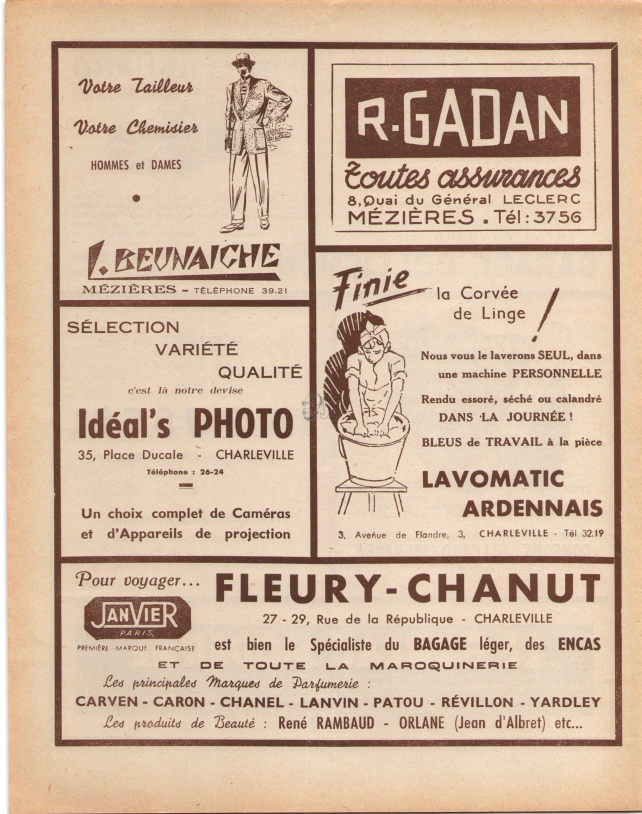 Votre Tailleur
Votre Chemisier
HOMMES et DAMES
I. BEUNAICHE
MÉZIÈRES - TÉLÉPHONE 39.21
R-GADAN
Toutes assurances
8, Quai du Général LECLERC
MÉZIÈRES . Tél : 3756
SÉLECTION
VARIÉTÉ
QUALITÉ
c'est là notre devise
Idéal's PHOTO
35, Place Ducale - CHARLEVILLE
Téléphone : 26-24
Un choix complet de Caméras
et d'Appareils de projection
Finie
la Corvée
de Linge !
Nous vous le laverons SEUL, dans
une machine PERSONNELLE
Rendu essoré, séché ou calandré
DANS LA JOURNÉE !
BLEUS de TRAVAIL à la pièce
LAVOMATIC
ARDENNAIS
3, Avenue de Flandre, 3, CHARLEVILLE - Tél 32.19
Pour voyager...
FLEURY-CHANUT
27 - 29, Rue de la République - CHARLEVILLE
JANVIER
PARIS
PREMIÈRE MARQUE FRANÇAISE
est bien le Spécialiste du BAGAGE léger, des ENCAS
ET DE TOUTE LA MAROQUINERIE
Les principales Marques de Parfumerie :
CARVEN - CARON - CHANEL - LANVIN - PATOU - RÉVILLON - YARDLEY
Les produits de Beauté : René RAMBAUD - ORLANE (Jean d'Albret) etc...